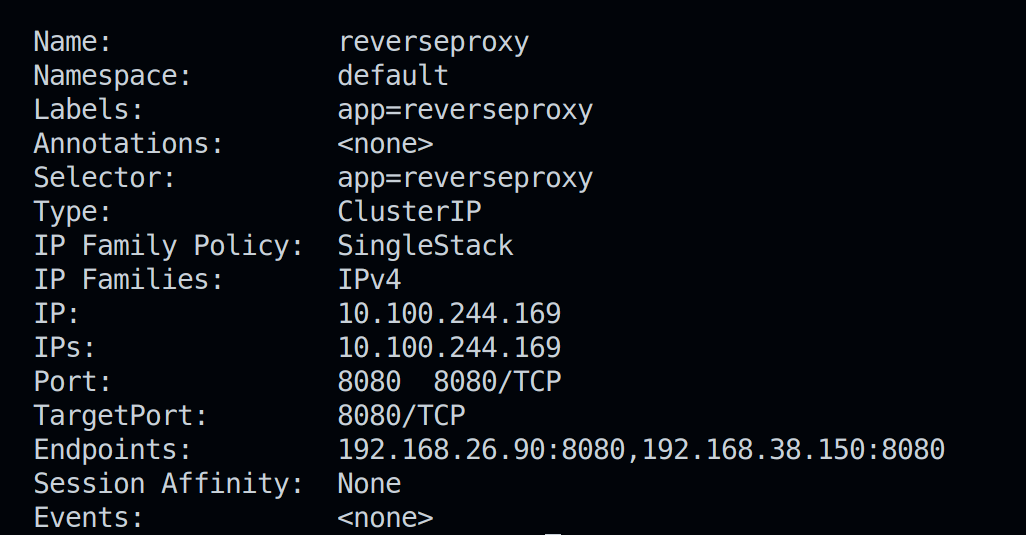 Name: reverseproxy
Namespace: default
Labels: app=reverseproxy
Annotations: <none>
Selector: app=reverseproxy
Type: ClusterIP
IP Family Policy: SingleStack
IP Families: IPv4
IP: 10.100.244.169
IPs: 10.100.244.169
Port: 8080 8080/TCP
TargetPort: 8080/TCP
Endpoints: 192.168.26.90:8080,192.168.38.150:8080
Session Affinity: None
Events: <none>